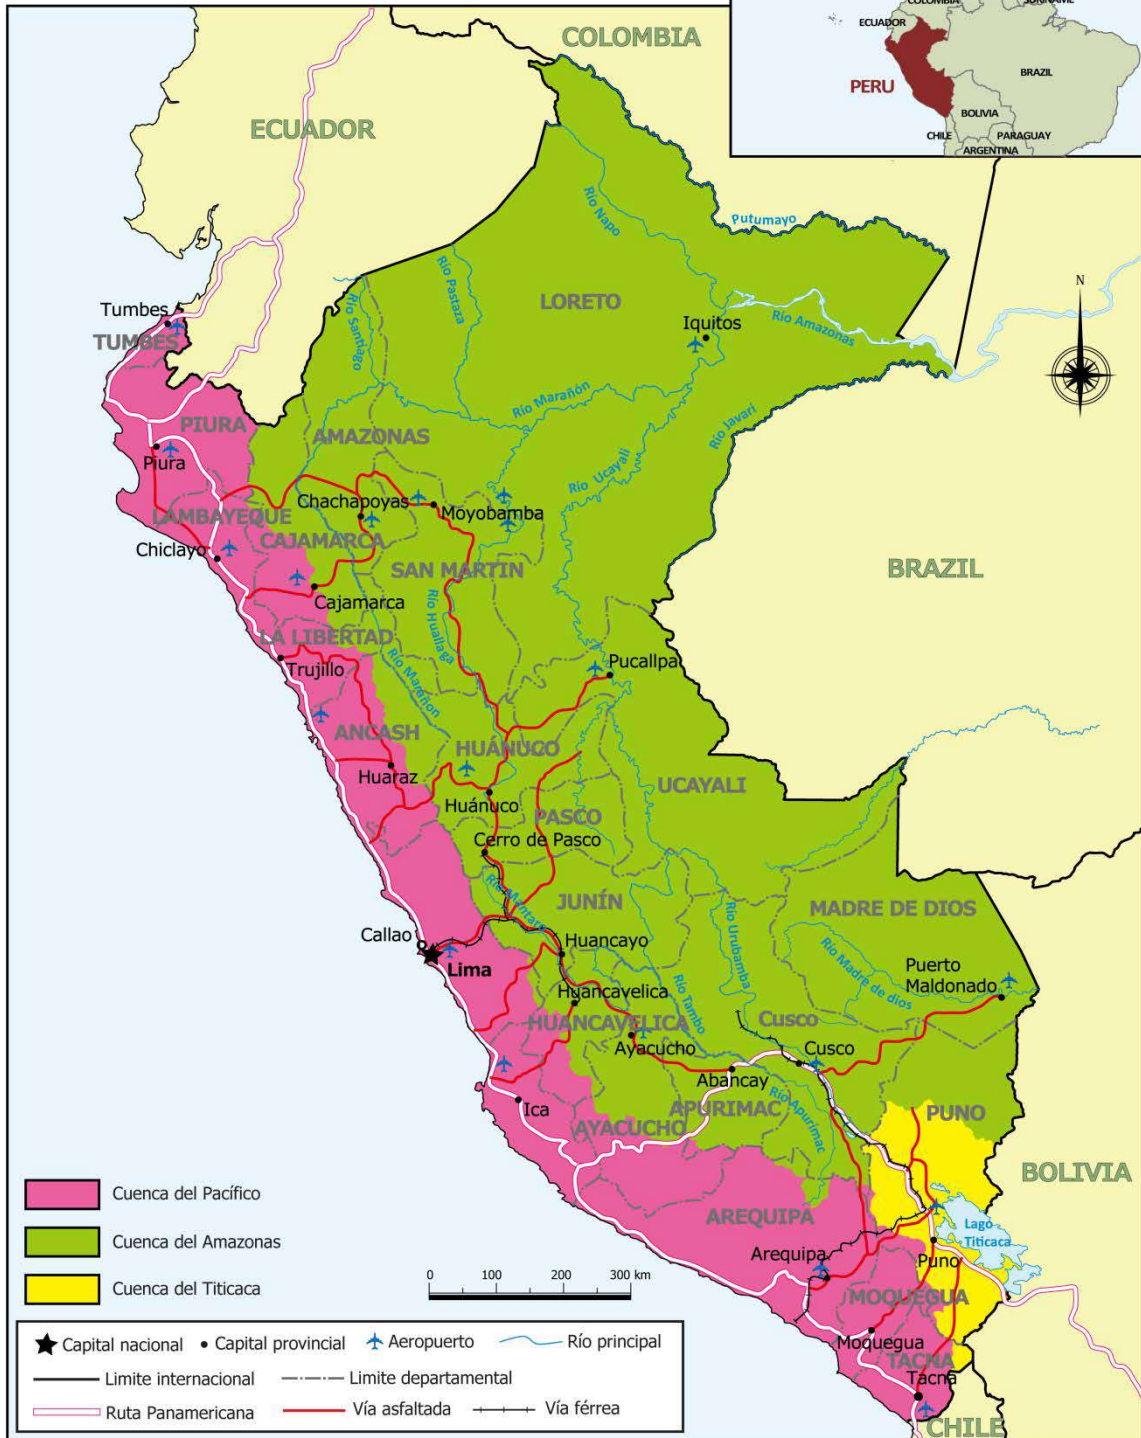 COLOMBIA
SURINAME
ECUADOR
BRAZIL
PERU
BOLIVIA
CHILE
PARAGUAY
ARGENTINA
COLOMBIA
ECUADOR
Putumayo
Río Napo
Río Pastaza
Río Santiago
LORETO
N
Tumbes
TUMBES
Iquitos
Río Amazonas
Río Marañón
Río Javari
PIURA
AMAZONAS
Piura
Río Ucayali
Chachapoyas
Moyobamba
LAMBAYEQUE
CAJAMARCA
Chiclayo
SAN MARTIN
BRAZIL
Cajamarca
Río Huallaga
LA LIBERTAD
Trujillo
Río Marañon
Pucallpa
ANCASH
HUÁNUCO
Huaraz
UCAYALI
Huánuco
PASCO
Cerro de Pasco
Río Mantaro
JUNÍN
MADRE DE DIOS
Callao
Lima
Huancayo
Río Urubamba
Río Madre de dios
Puerto
Maldonado
Huancavelica
Río Tambo
HUANCAVELICA
Cusco
Ayacucho
Cusco
Abancay
Ica
APURIMAC
Río Apurimac
PUNO
AYACUCHO
BOLIVIA
AREQUIPA
Lago
Titicaca
Arequipa
Puno
MOQUEGUA
Moquegua
TACNA
Tacna
CHILE
Cuenca del Pacífico
Cuenca del Amazonas
Cuenca del Titicaca
0 100 200 300 km
Capital nacional
Capital provincial
Aeropuerto
Río principal
Limite internacional
Limite departamental
Ruta Panamericana
Vía asfaltada
Vía férrea